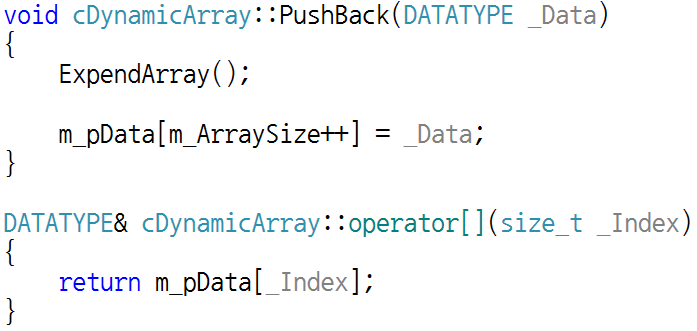 void cDynamicArray::PushBack(DATATYPE _Data)
{
    ExpendArray();

    m_pData[m_ArraySize++] = _Data;
}

DATATYPE& cDynamicArray::operator[](size_t _Index)
{
    return m_pData[_Index];
}